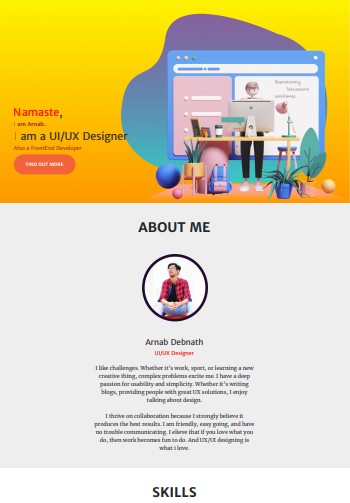 Brainstorming
Discussions
wireframes
Namaste,
I am Arnab.
I am a UI/UX Designer
Also a FrontEnd Developer
FIND OUT MORE
ABOUT ME
Arnab Debnath
UI/UX Designer
I like challenges. Whether it's work, sport, or learning a new
creative thing, complex problems excite me. I have a deep
passion for usability and simplicity. Whether it's writing
blogs, providing people with great UX solutions, I enjoy
talking about design.
I thrive on collaboration because I strongly believe it
produces the best results. I am friendly, easy going, and have
no trouble communicating. I elieve that if you love what you
do, then work becomes fun to do. And UX/UI designing is
what i love.
SKILLS